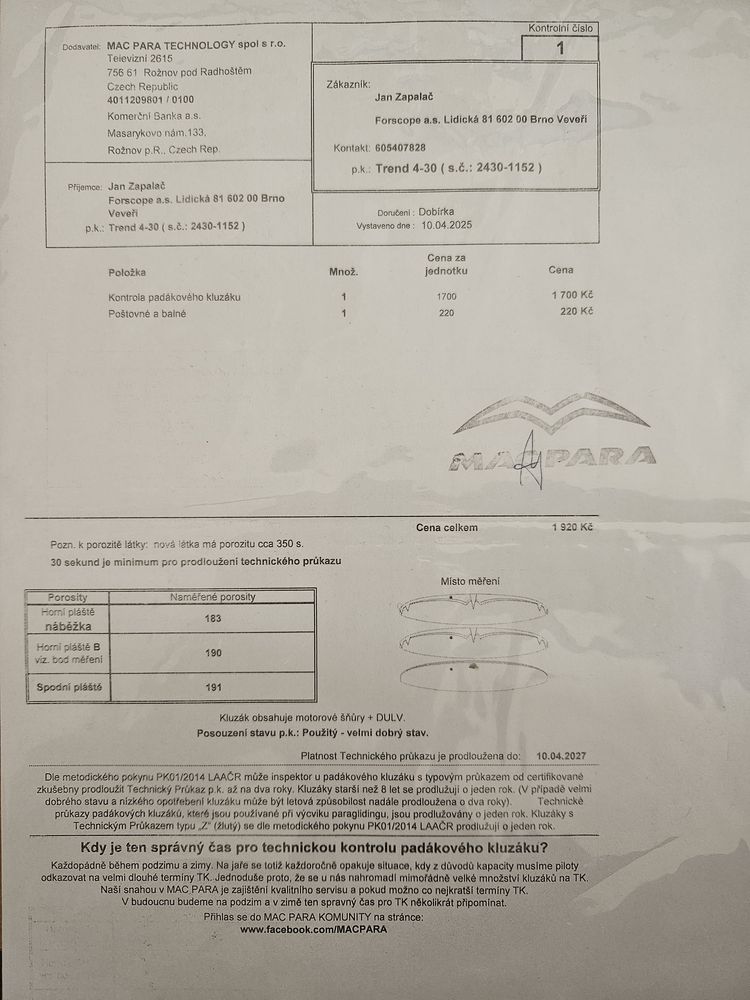 Kontrolní číslo
1
Dodavatel: MAC PARA TECHNOLOGY spol s r.o.
Televizní 2615
756 61 Rožnov pod Radhoštěm
Czech Republic
4011209801 / 0100
Komerční Banka a.s.
Masarykovo nám.133,
Rožnov p.R., Czech Rep.
Zákazník:
Jan Zapalač
Forscope a.s. Lidická 81 602 00 Brno Veveří
Kontakt: 605407828
p.k.: Trend 4-30 ( s.č.: 2430-1152 )
Příjemce: Jan Zapalač
Forscope a.s. Lidická 81 602 00 Brno
Veveří
p.k.: Trend 4-30 ( s.č.: 2430-1152 )
Doručení : Dobírka
Vystaveno dne : 10.04.2025
Položka Množ. Cena za jednotku Cena
Kontrola padákového kluzáku 1 1700 1 700 Kč
Poštovné a balné 1 220 220 Kč
MAC PARA
Cena celkem 1 920 Kč
Pozn. k porozitě látky: nová látka má porozitu cca 350 s.
30 sekund je minimum pro prodloužení technického průkazu
Porosity Naměřené porosity
Horní pláště
náběžka 183
Horní pláště B
viz. bod měření 190
Spodní pláště 191
Místo měření
Kluzák obsahuje motorové šňůry + DULV.
Posouzení stavu p.k.: Použitý - velmi dobrý stav.
Platnost Technického průkazu je prodloužena do: 10.04.2027
Dle metodického pokynu PK01/2014 LAAČR může inspektor u padákového kluzáku s typovým průkazem od certifikované
zkušebny prodloužit Technický Průkaz p.k. až na dva roky. Kluzáky starší než 8 let se prodlužují o jeden rok. (V případě velmi
dobrého stavu a nízkého opotřebení kluzáku může být letová způsobilost nadále prodloužena o dva roky). Technické
průkazy padákových kluzáků, které jsou používané při výcviku paraglidingu, jsou prodlužovány o jeden rok. Kluzáky s
Technickým Průkazem typu „Z" (žlutý) se dle metodického pokynu PK01/2014 LAAČR prodlužují o jeden rok.
Kdy je ten správný čas pro technickou kontrolu padákového kluzáku?
Každopádně během podzimu a zimy. Na jaře se totiž každoročně opakuje situace, kdy z důvodů kapacity musíme piloty
odkazovat na velmi dlouhé termíny TK. Jednoduše proto, že se u nás nahromadí mimořádně velké množství kluzáků na TK.
Naší snahou v MAC PARA je zajištění kvalitního servisu a pokud možno co nejkratší termíny TK.
V budoucnu budeme na podzim a v zimě ten správný čas pro TK několikrát připomínat.
Přihlas se do MAC PARA KOMUNITY na stránce:
www.facebook.com/MACPARA